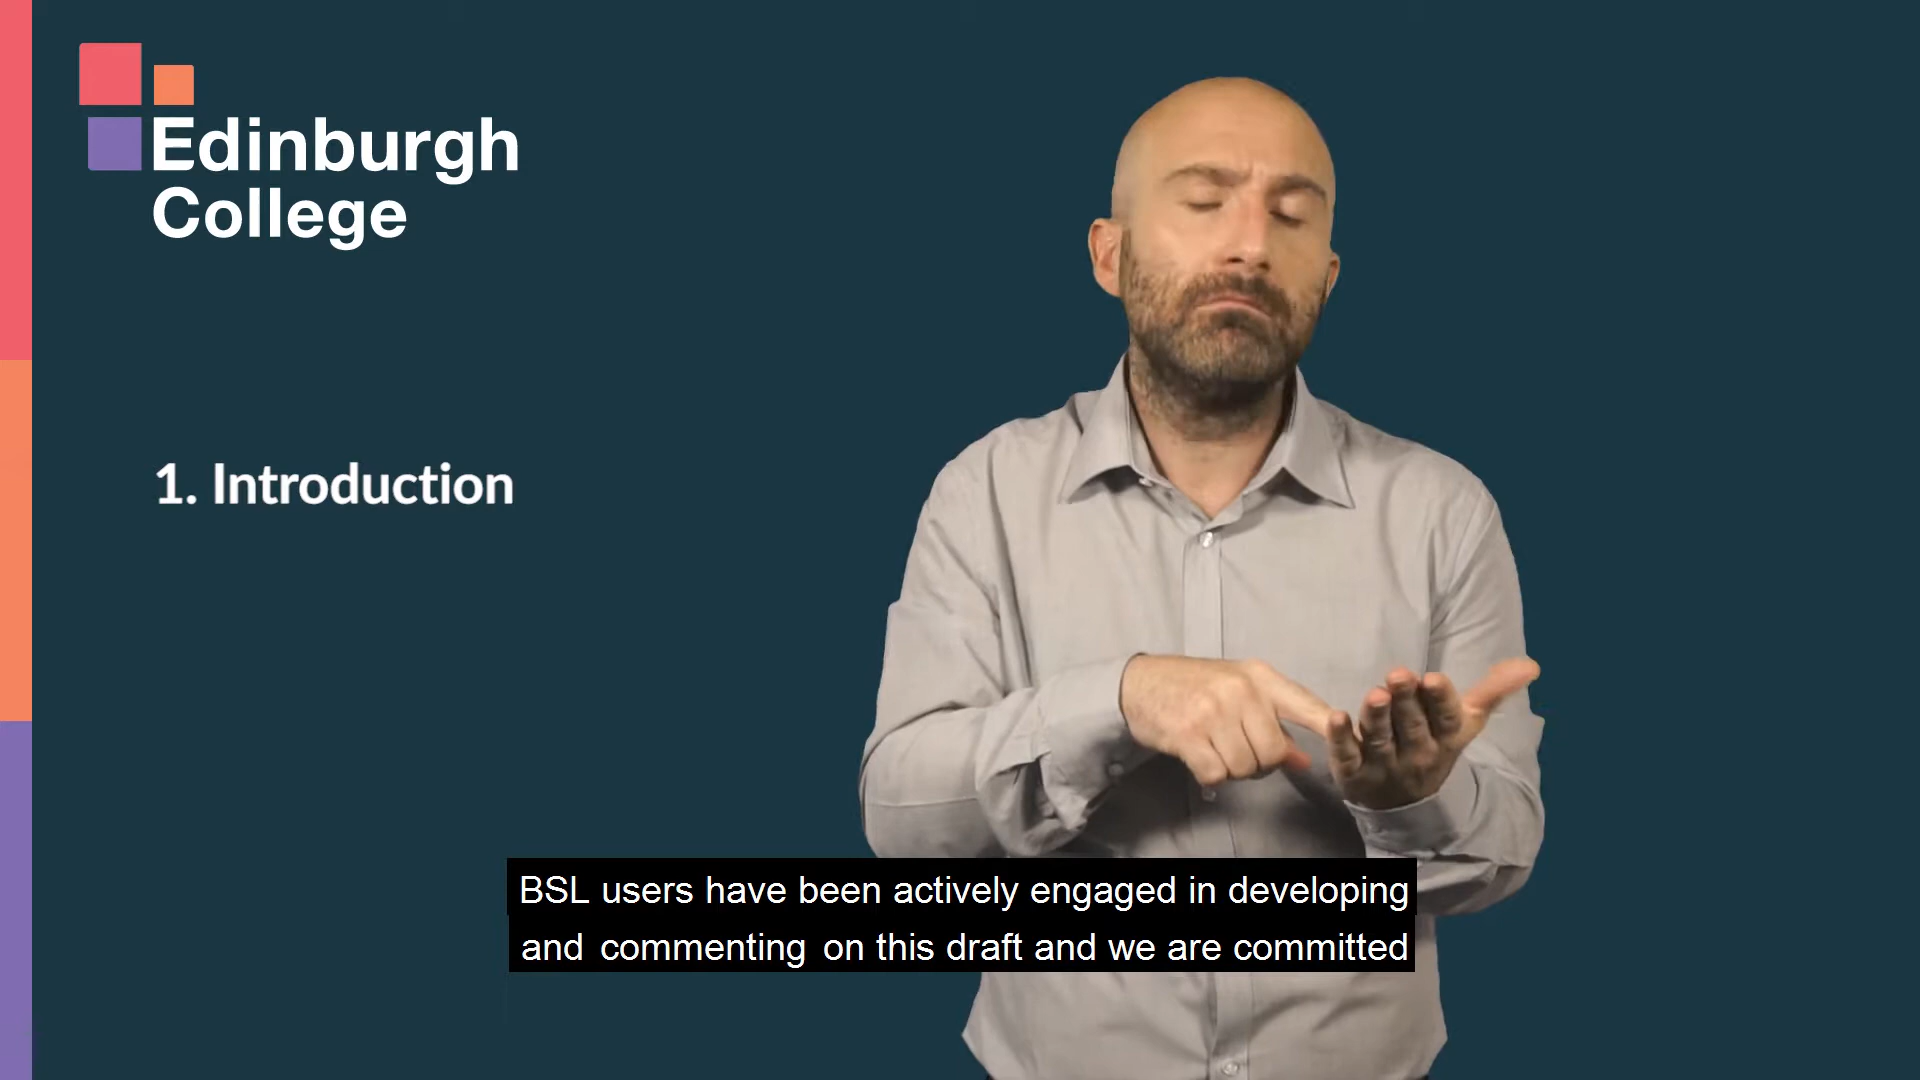 Edinburgh
College
1. Introduction
BSL users have been actively engaged in developing
and commenting on this draft and we are committed